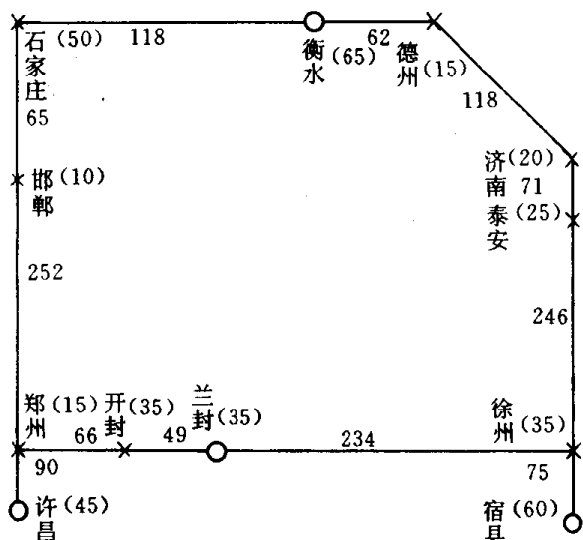 石家庄(50)
118
衡水(65)
62
德州(15)
118
65
邯郸(10)
济南(20)
71
泰安(25)
252
246
郑州(15)
开封(35)
兰封(35)
徐州(35)
66
49
234
90
75
许昌(45)
宿县(60)